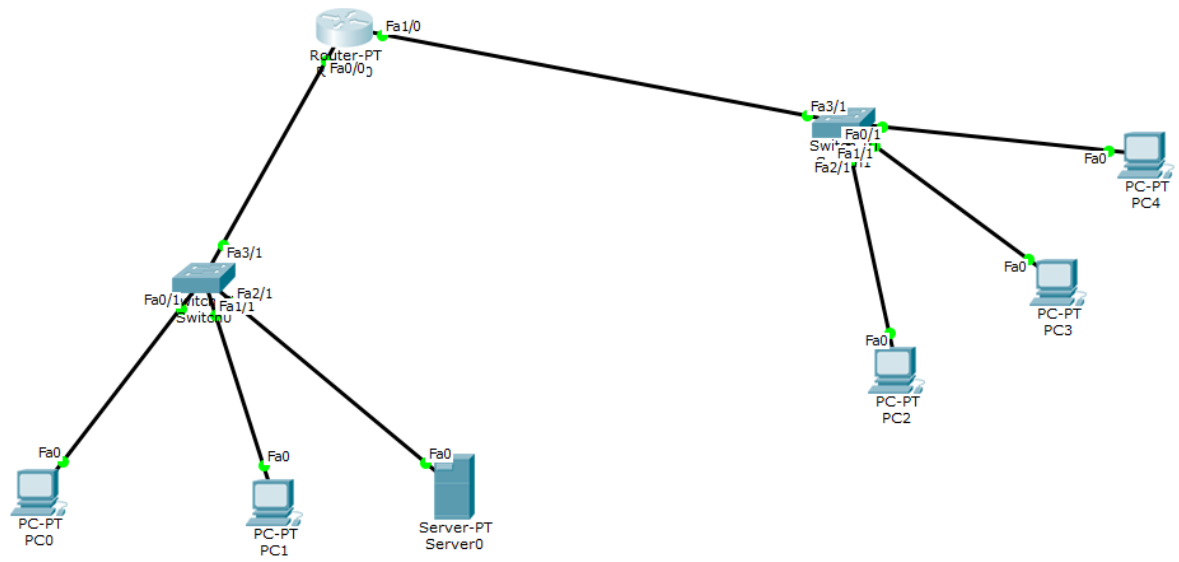 Fa1/0
Router-PT
Fa0/0
Fa3/1
Fa0/1
Fa1/1
Fa2/1
Fa0
PC-PT
PC4
Fa0
PC-PT
PC3
Fa0
PC-PT
PC2
Fa3/1
Fa0/1
Fa2/1
Fa1/1
Fa0
PC-PT
PC0
Fa0
PC-PT
PC1
Fa0
Server-PT
Server0